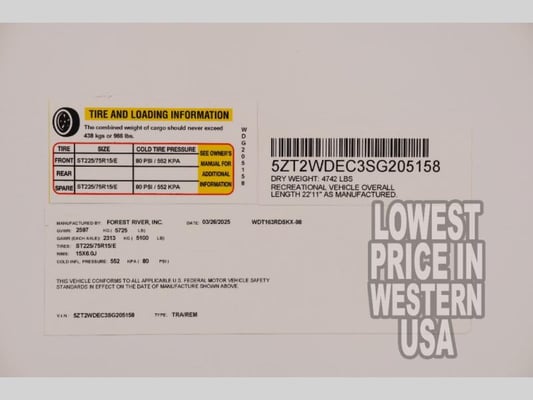 TIRE AND LOADING INFORMATION
The combined weight of cargo should never exceed
438 kgs or 966 lbs.
TIRE SIZE COLD TIRE PRESSURE
FRONT ST225/75R15/E 80 PSI / 552 KPA
REAR
SPARE ST225/75R15/E 80 PSI / 552 KPA
SEE OWNER'S
MANUAL FOR
ADDITIONAL
INFORMATION
WDG205158
5ZT2WDEC3SG205158
DRY WEIGHT: 4742 LBS
RECREATIONAL VEHICLE OVERALL
LENGTH 22'11" AS MANUFACTURED.
MANUFACTURED BY: FOREST RIVER, INC. DATE: 03/26/2025 WDT163RDSKX-98
GVWR: 2597 KG( 5725 LB)
GAWR (EACH AXLE): 2313 KG( 5100 LB)
TIRES: ST225/75R15/E
RIMS: 15X6.0J
COLD INFL. PRESSURE: 552 KPA( 80 PSI)
THIS VEHICLE CONFORMS TO ALL APPLICABLE U.S. FEDERAL MOTOR VEHICLE SAFETY
STANDARDS IN EFFECT ON THE DATE OF MANUFACTURE SHOWN ABOVE.
V.I.N.: 5ZT2WDEC3SG205158 TYPE: TRA/REM
LOWEST
PRICE IN
WESTERN
USA